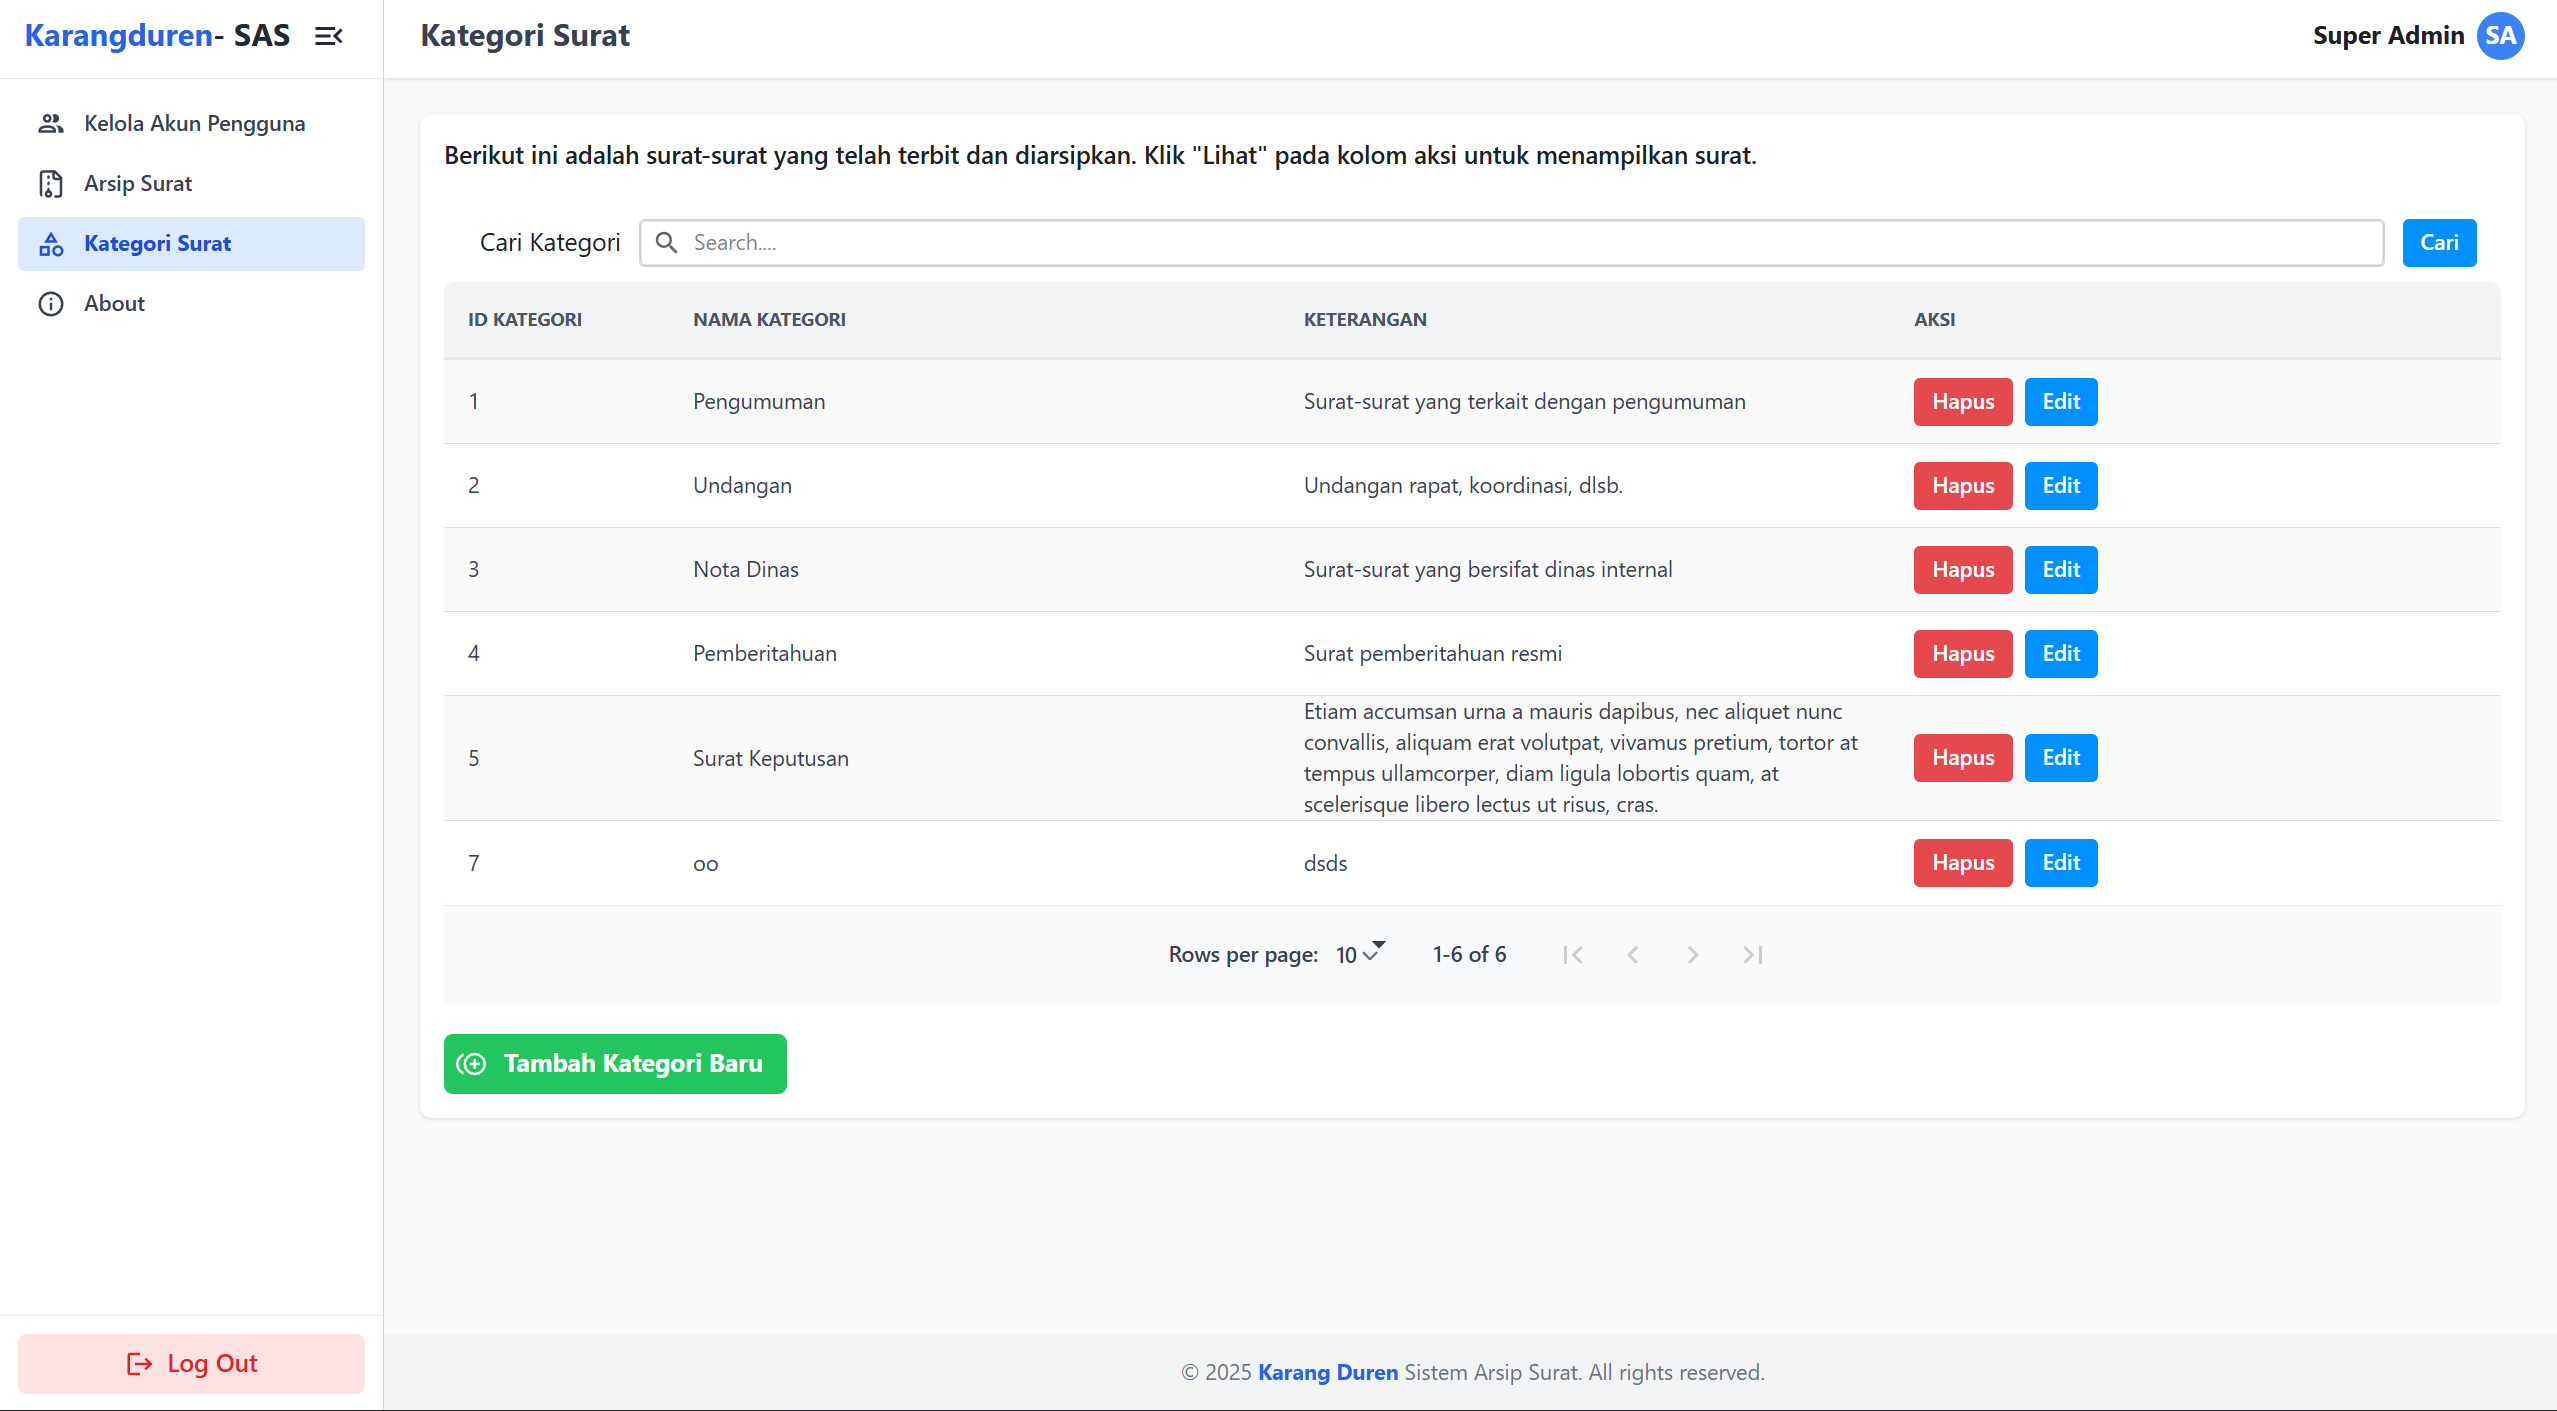 Karangduren- SAS
Kategori Surat
Super Admin SA
Kelola Akun Pengguna
Arsip Surat
Kategori Surat
About
Log Out
Berikut ini adalah surat-surat yang telah terbit dan diarsipkan. Klik "Lihat" pada kolom aksi untuk menampilkan surat.
Cari Kategori Search.... Cari
ID KATEGORI NAMA KATEGORI KETERANGAN AKSI
1 Pengumuman Surat-surat yang terkait dengan pengumuman Hapus Edit
2 Undangan Undangan rapat, koordinasi, dlsb. Hapus Edit
3 Nota Dinas Surat-surat yang bersifat dinas internal Hapus Edit
4 Pemberitahuan Surat pemberitahuan resmi Hapus Edit
5 Surat Keputusan Etiam accumsan urna a mauris dapibus, nec aliquet nunc
convallis, aliquam erat volutpat, vivamus pretium, tortor at
tempus ullamcorper, diam ligula lobortis quam, at
scelerisque libero lectus ut risus, cras. Hapus Edit
7 oo dsds Hapus Edit
Rows per page: 10 1-6 of 6
Tambah Kategori Baru
© 2025 Karang Duren Sistem Arsip Surat. All rights reserved.